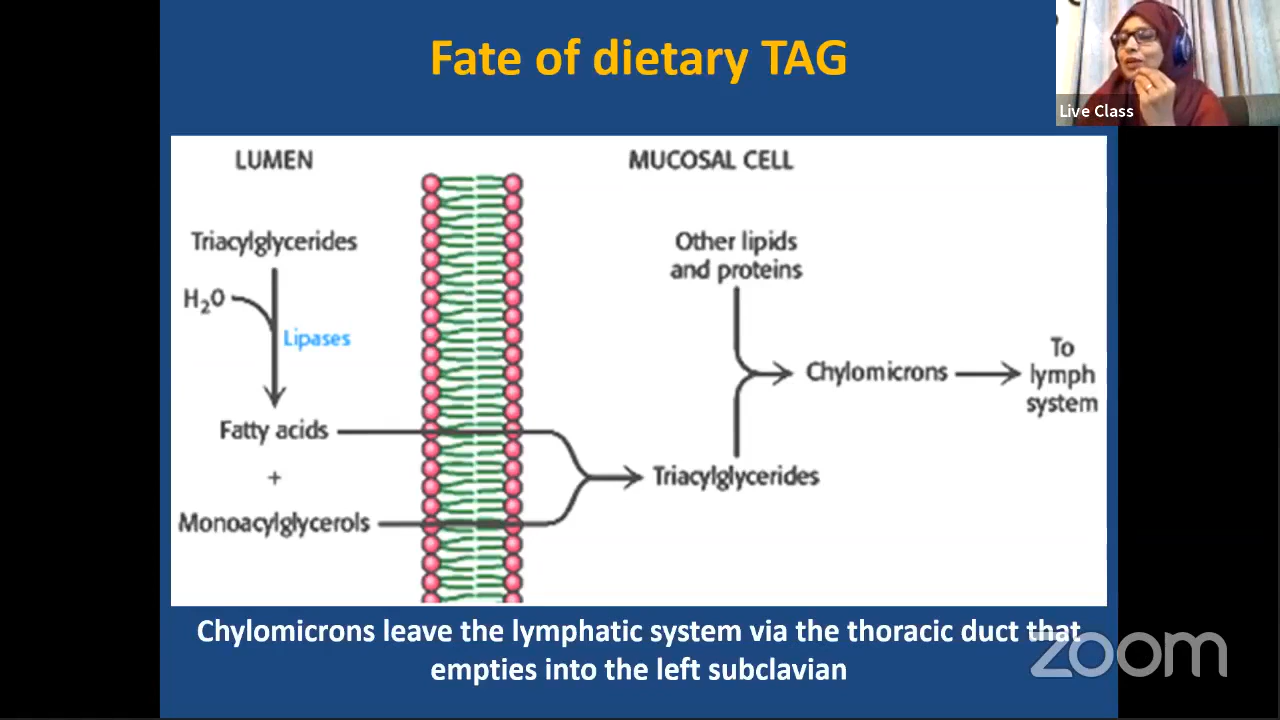 Fate of dietary TAG
Live Class
LUMEN
MUCOSAL CELL
Triacylglycerides
H₂O
Lipases
Fatty acids
+
Monoacylglycerols
Other lipids
and proteins
Triacylglycerides
Chylomicrons
To
lymph
system
Chylomicrons leave the lymphatic system via the thoracic duct that
empties into the left subclavian
zoom